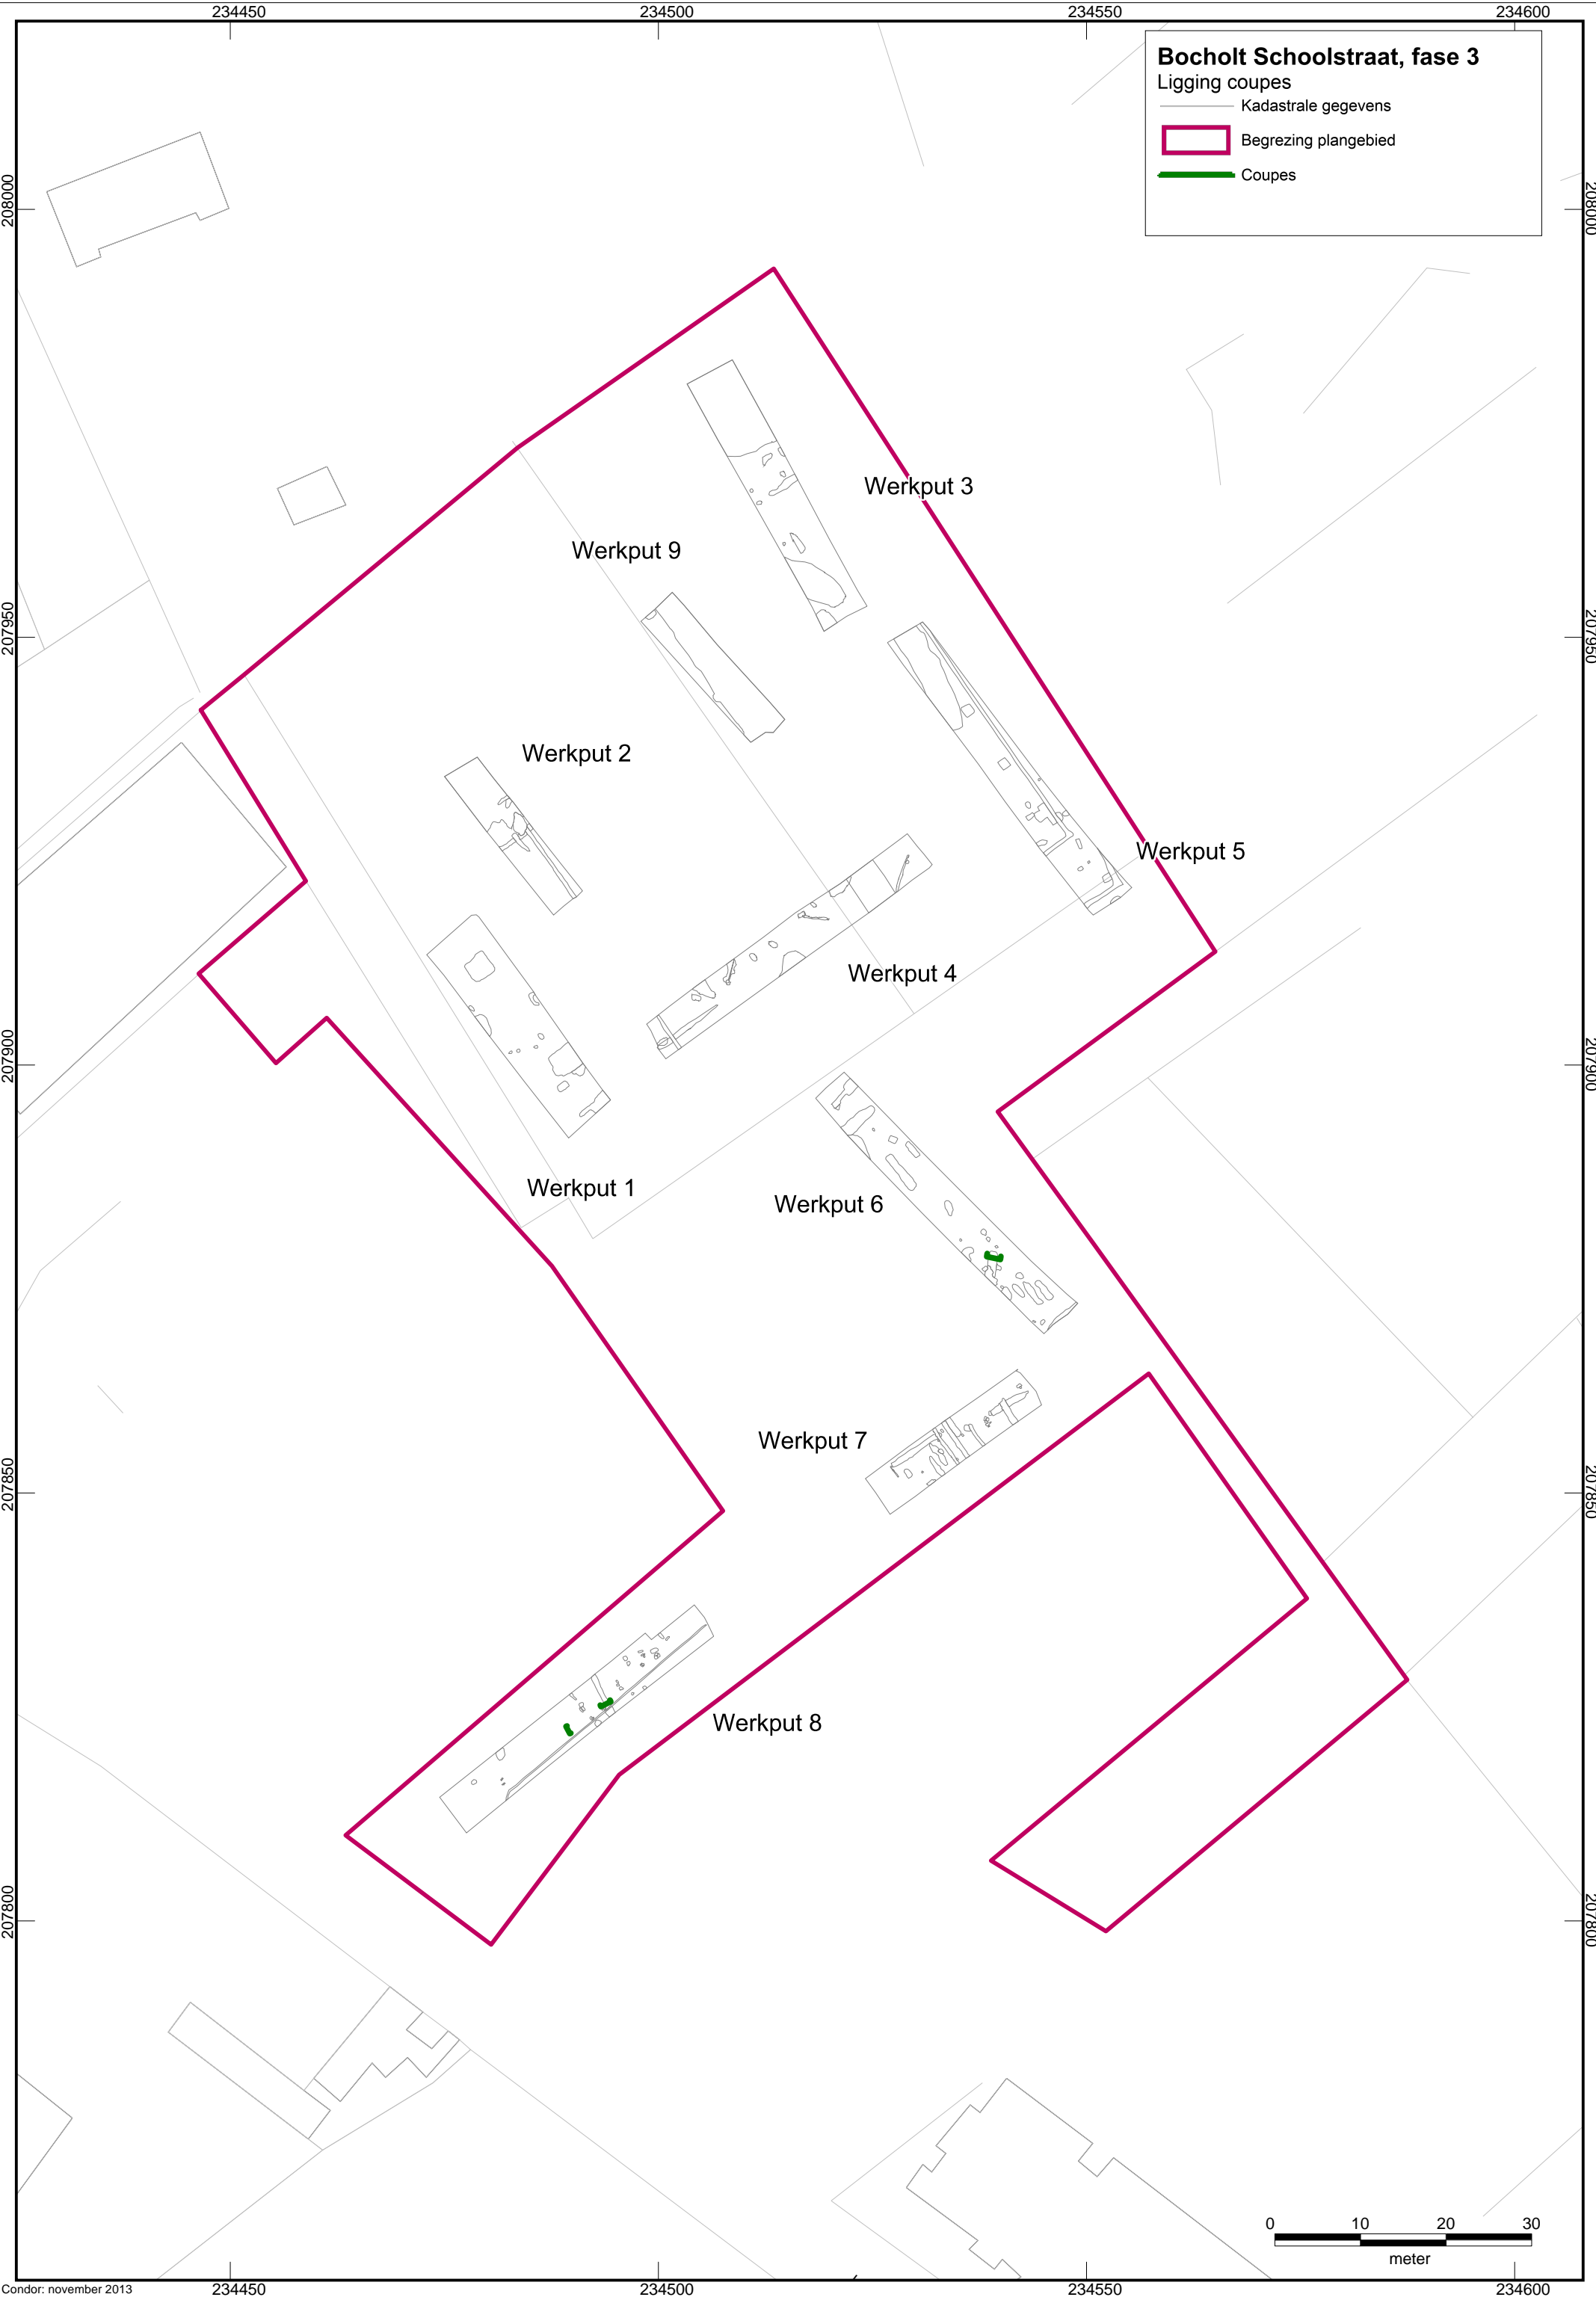 234450
234500
234550
234600
Bocholt Schoolstraat, fase 3
Ligging coupes
Kadastrale gegevens
Begrezing plangebied
Coupes
208000
208000
Werkput 3
Werkput 9
207950
207950
Werkput 2
Werkput 5
Werkput 4
207900
207900
Werkput 1
Werkput 6
Werkput 7
207850
207850
Werkput 8
207800
207800
0 10 20 30
meter
Condor: november 2013
234450
234500
234550
234600